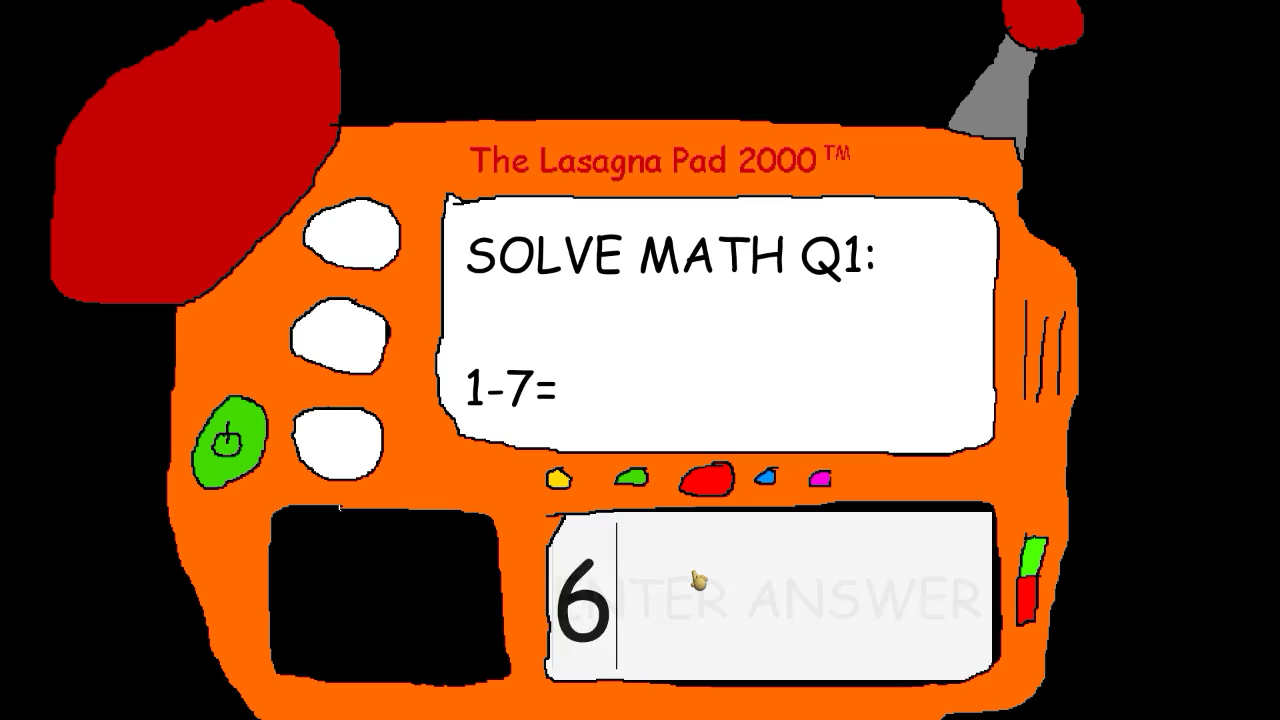 The Lasagna Pad 2000™
SOLVE MATH Q1:
1-7=
6
ENTER ANSWER